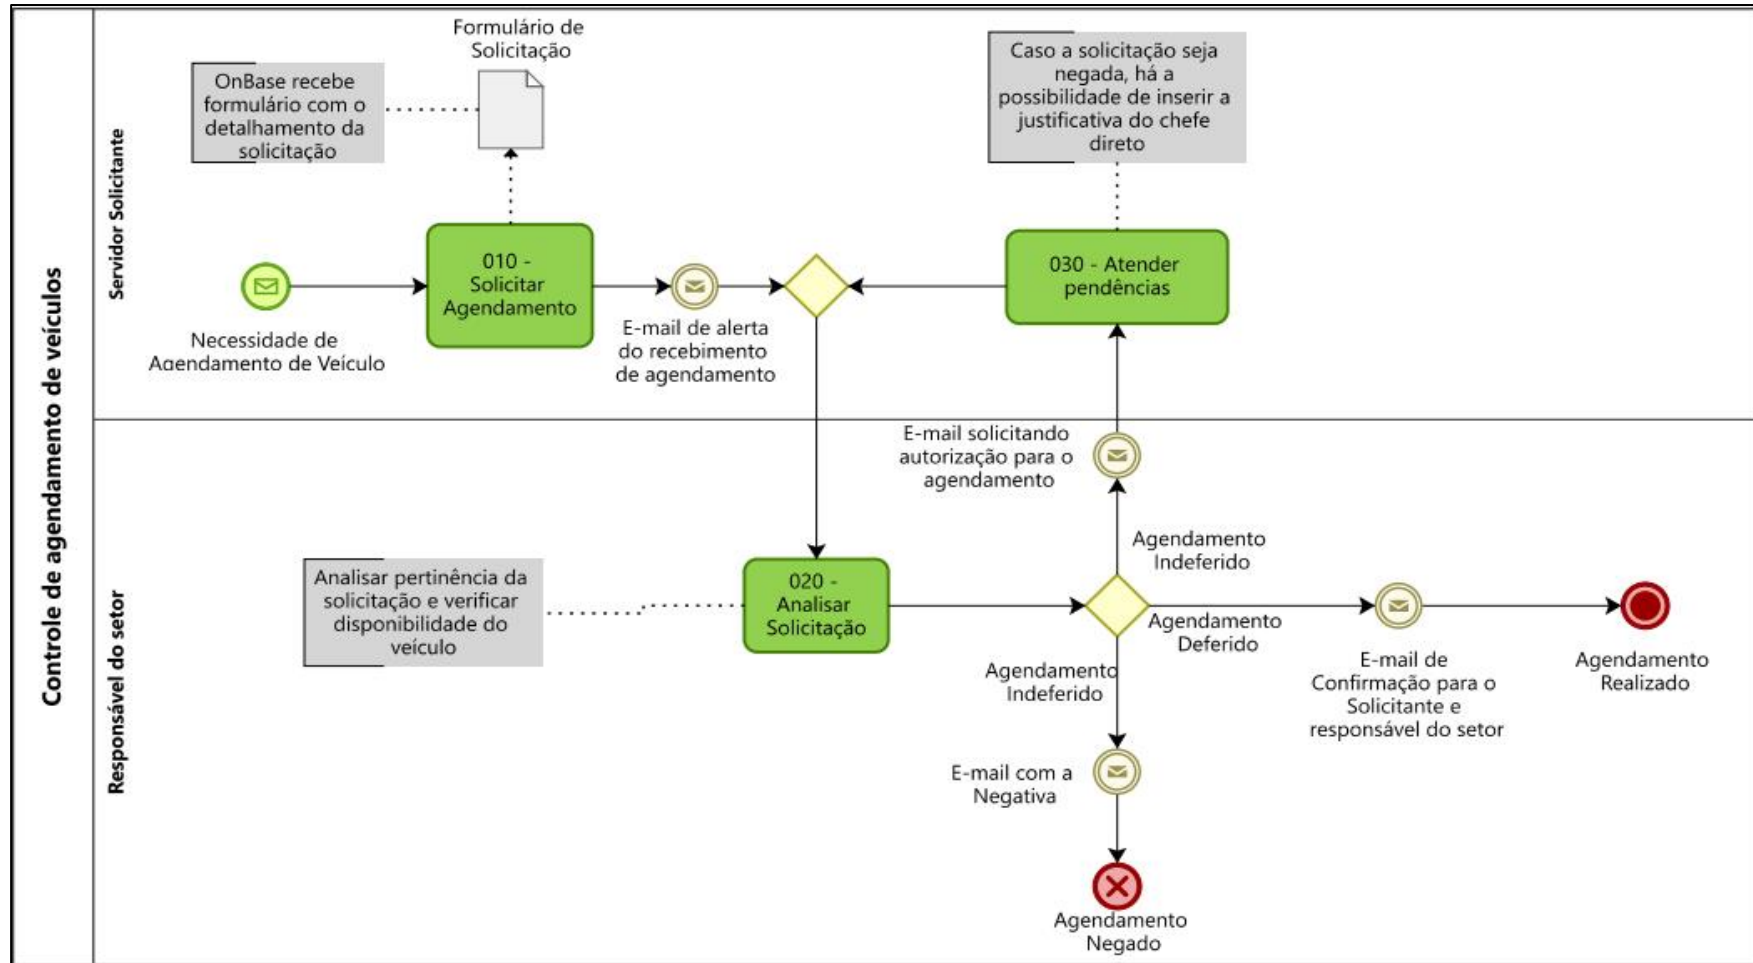 Controle de agendamento de veículos
Servidor Solicitante
OnBase recebe
formulário com o
detalhamento da
solicitação
Formulário de
Solicitação
Caso a solicitação seja
negada, há a
possibilidade de inserir a
justificativa do chefe
direto
Necessidade de
Agendamento de Veículo
010 -
Solicitar
Agendamento
E-mail de alerta
do recebimento
de agendamento
030 - Atender
pendências
Responsável do setor
E-mail solicitando
autorização para o
agendamento
Analisar pertinência da
solicitação e verificar
disponibilidade do
veículo
020 -
Analisar
Solicitação
Agendamento
Indeferido
Agendamento
Deferido
Agendamento
Indeferido
E-mail de
Confirmação para o
Solicitante e
responsável do setor
Agendamento
Realizado
E-mail com a
Negativa
Agendamento
Negado